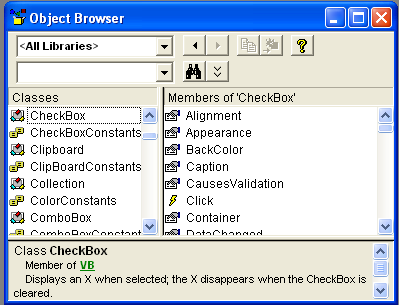 Object Browser
<All Libraries>
Classes
Members of 'CheckBox'
CheckBox
CheckBoxConstants
Clipboard
ClipBoardConstants
Collection
ColorConstants
ComboBox
ComboBoxConstants
Alignment
Appearance
BackColor
Caption
CausesValidation
Click
Container
DataChanged
Class CheckBox
Member of VB
Displays an X when selected; the X disappears when the CheckBox is
cleared.